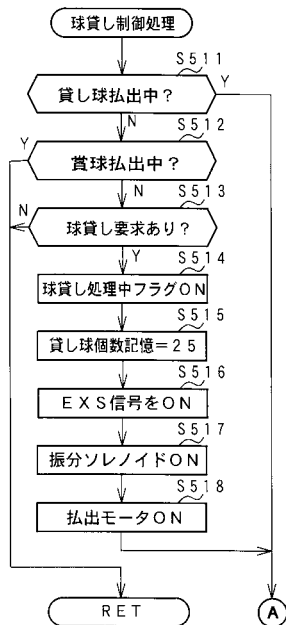 球貸し制御処理
S511
貸し球払出中？
Y
N
S512
Y
賞球払出中？
N
S513
N
球貸し要求あり？
Y
S514
球貸し処理中フラグON
S515
貸し球個数記憶＝25
S516
EXS信号をON
S517
振分ソレノイドON
S518
払出モータON
RET
A